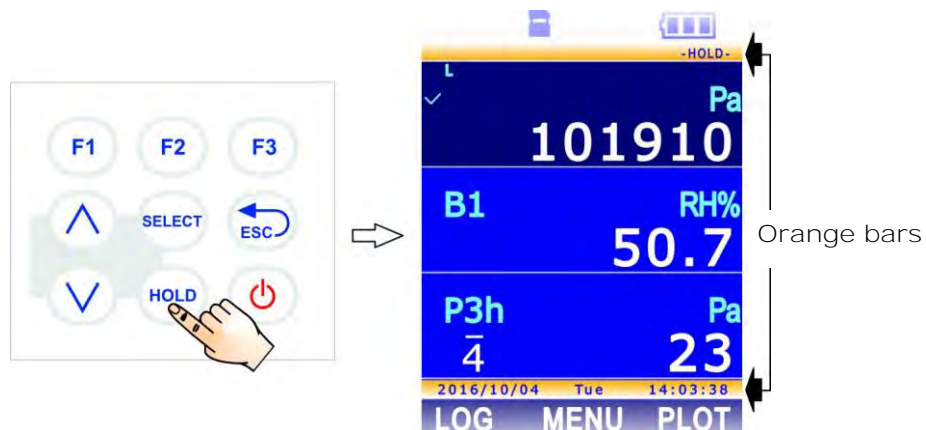 F1 F2 F3
SELECT ESC
HOLD
-HOLD-
L
Pa
101910
B1 RH%
50.7
P3h Pa
4 23
2016/10/04 Tue 14:03:38
LOG MENU PLOT
Orange bars